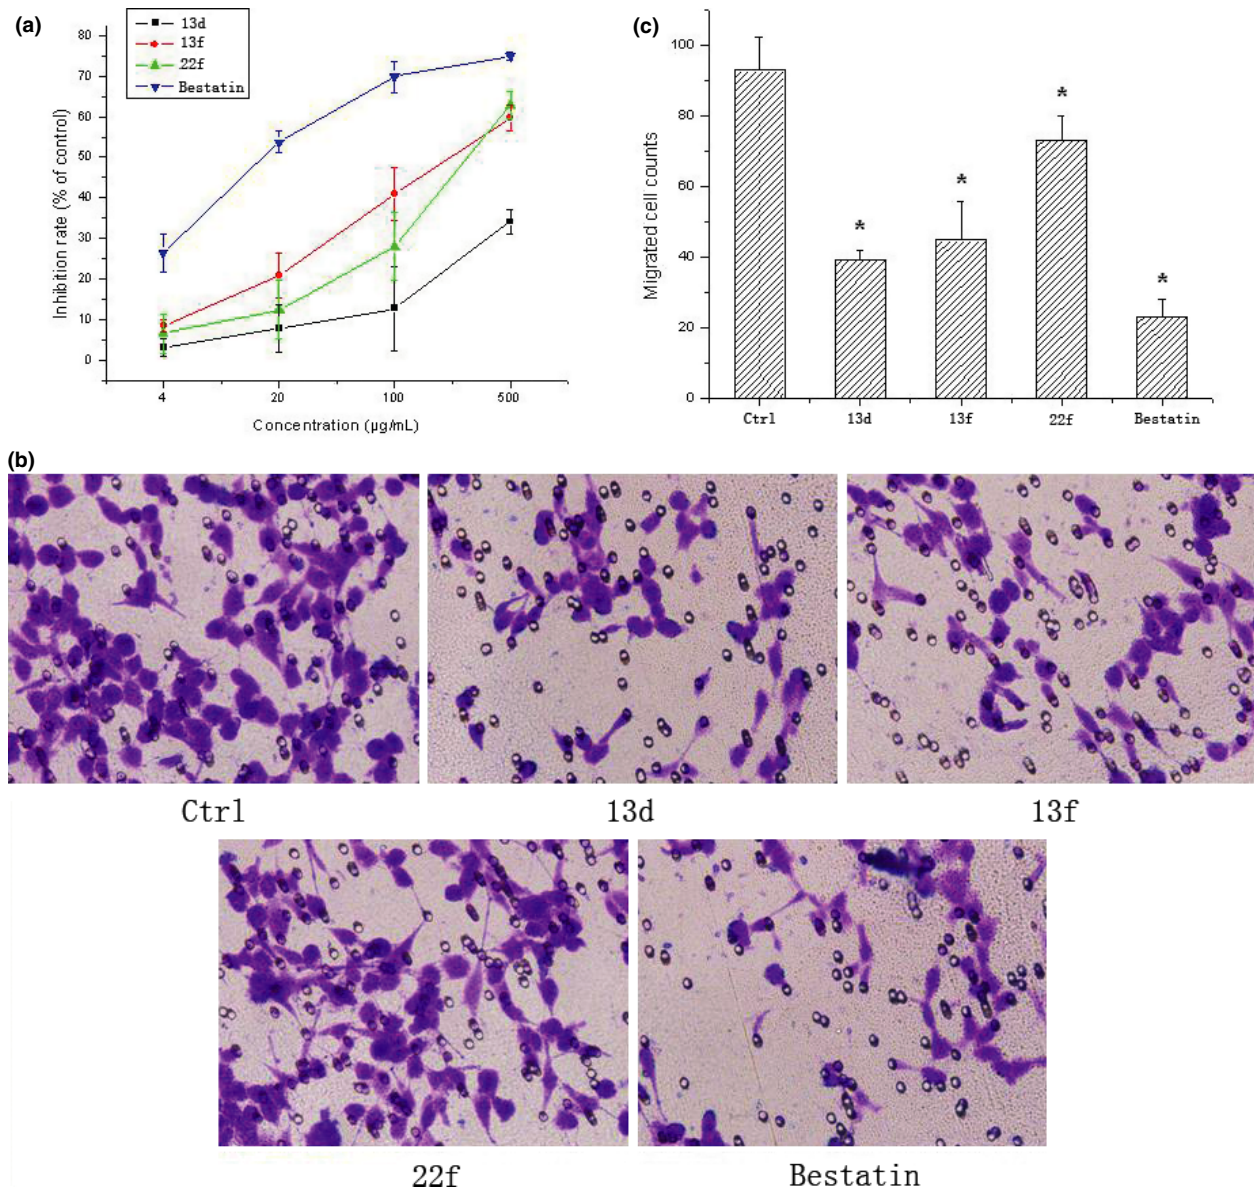 (a)
13d
13f
22f
Bestatin
80
70
60
50
40
30
20
10
0
Inhibition rate (% of control)
4 20 100 500
Concentration (µg/mL)
(c)
100
80
60
40
20
0
Migrated cell counts
* * * *
Ctrl 13d 13f 22f Bestatin
(b)
Ctrl 13d 13f
22f Bestatin